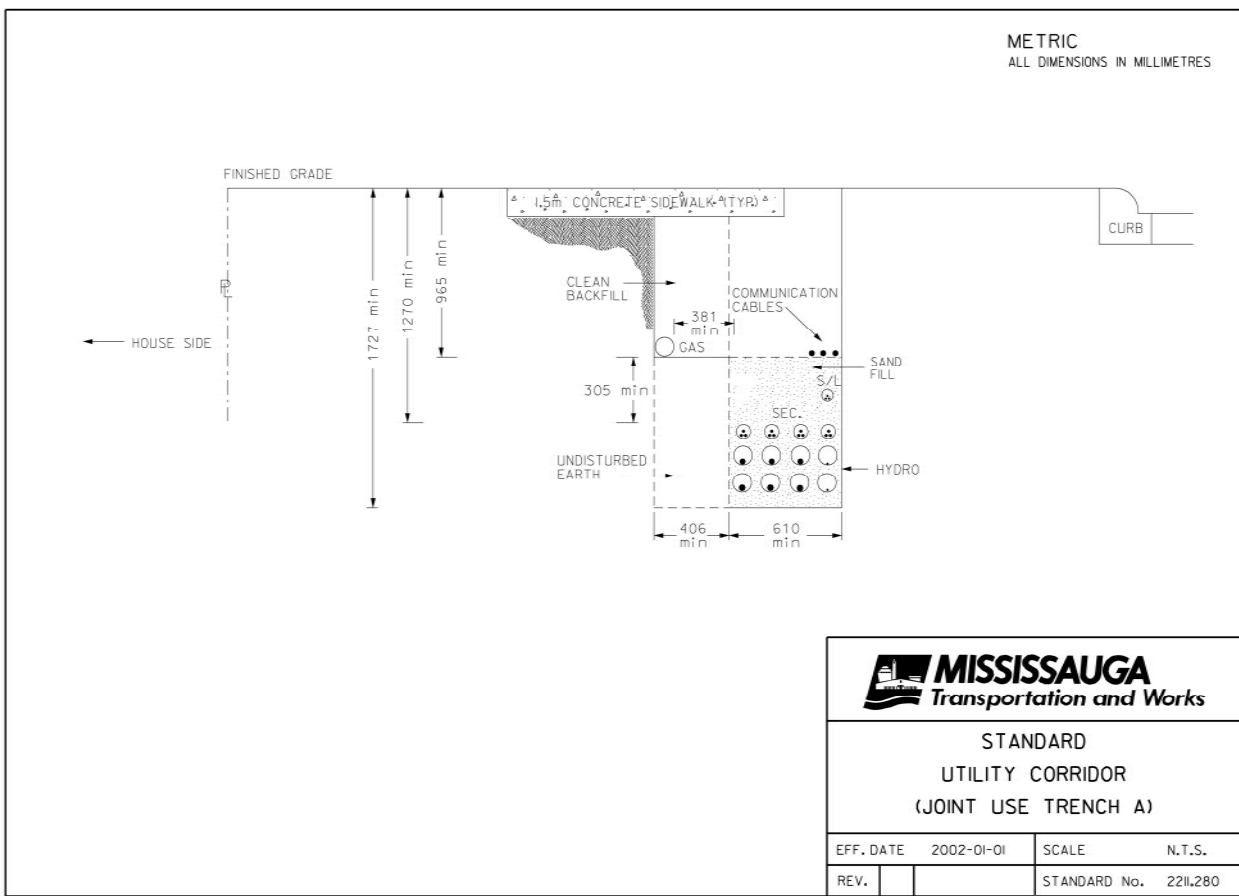 METRIC
ALL DIMENSIONS IN MILLIMETRES
FINISHED GRADE
1.5m CONCRETE SIDEWALK (TYP.)
CURB
PL
1727 min
1270 min
965 min
CLEAN
BACKFILL
COMMUNICATION
CABLES
381
min
HOUSE SIDE
GAS
SAND
FILL
S/L
305 min
SEC.
UNDISTURBED
EARTH
HYDRO
406
min
610
min
MISSISSAUGA
Transportation and Works
STANDARD
UTILITY CORRIDOR
(JOINT USE TRENCH A)
EFF. DATE 2002-01-01 SCALE N.T.S.
REV. STANDARD No. 2211.280